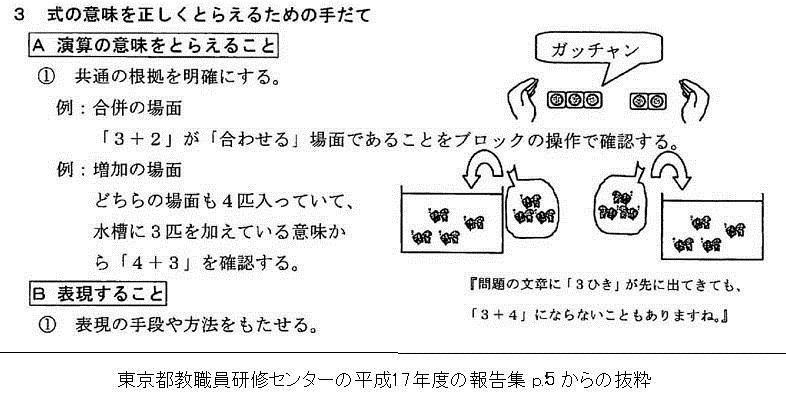 3 式の意味を正しくとらえるための手だて
A 演算の意味をとらえること
① 共通の根拠を明確にする。
ガッチャン
例：合併の場面
「3＋2」が「合わせる」場面であることをブロックの操作で確認する。
例：増加の場面
どちらの場面も4匹入っていて、
水槽に3匹を加えている意味か
ら「4＋3」を確認する。
『問題の文章に「3ひき」が先に出てきても、
「3＋4」にならないこともありますね。』
B 表現すること
① 表現の手段や方法をもたせる。
東京都教職員研修センターの平成17年度の報告集 p.5 からの抜粋